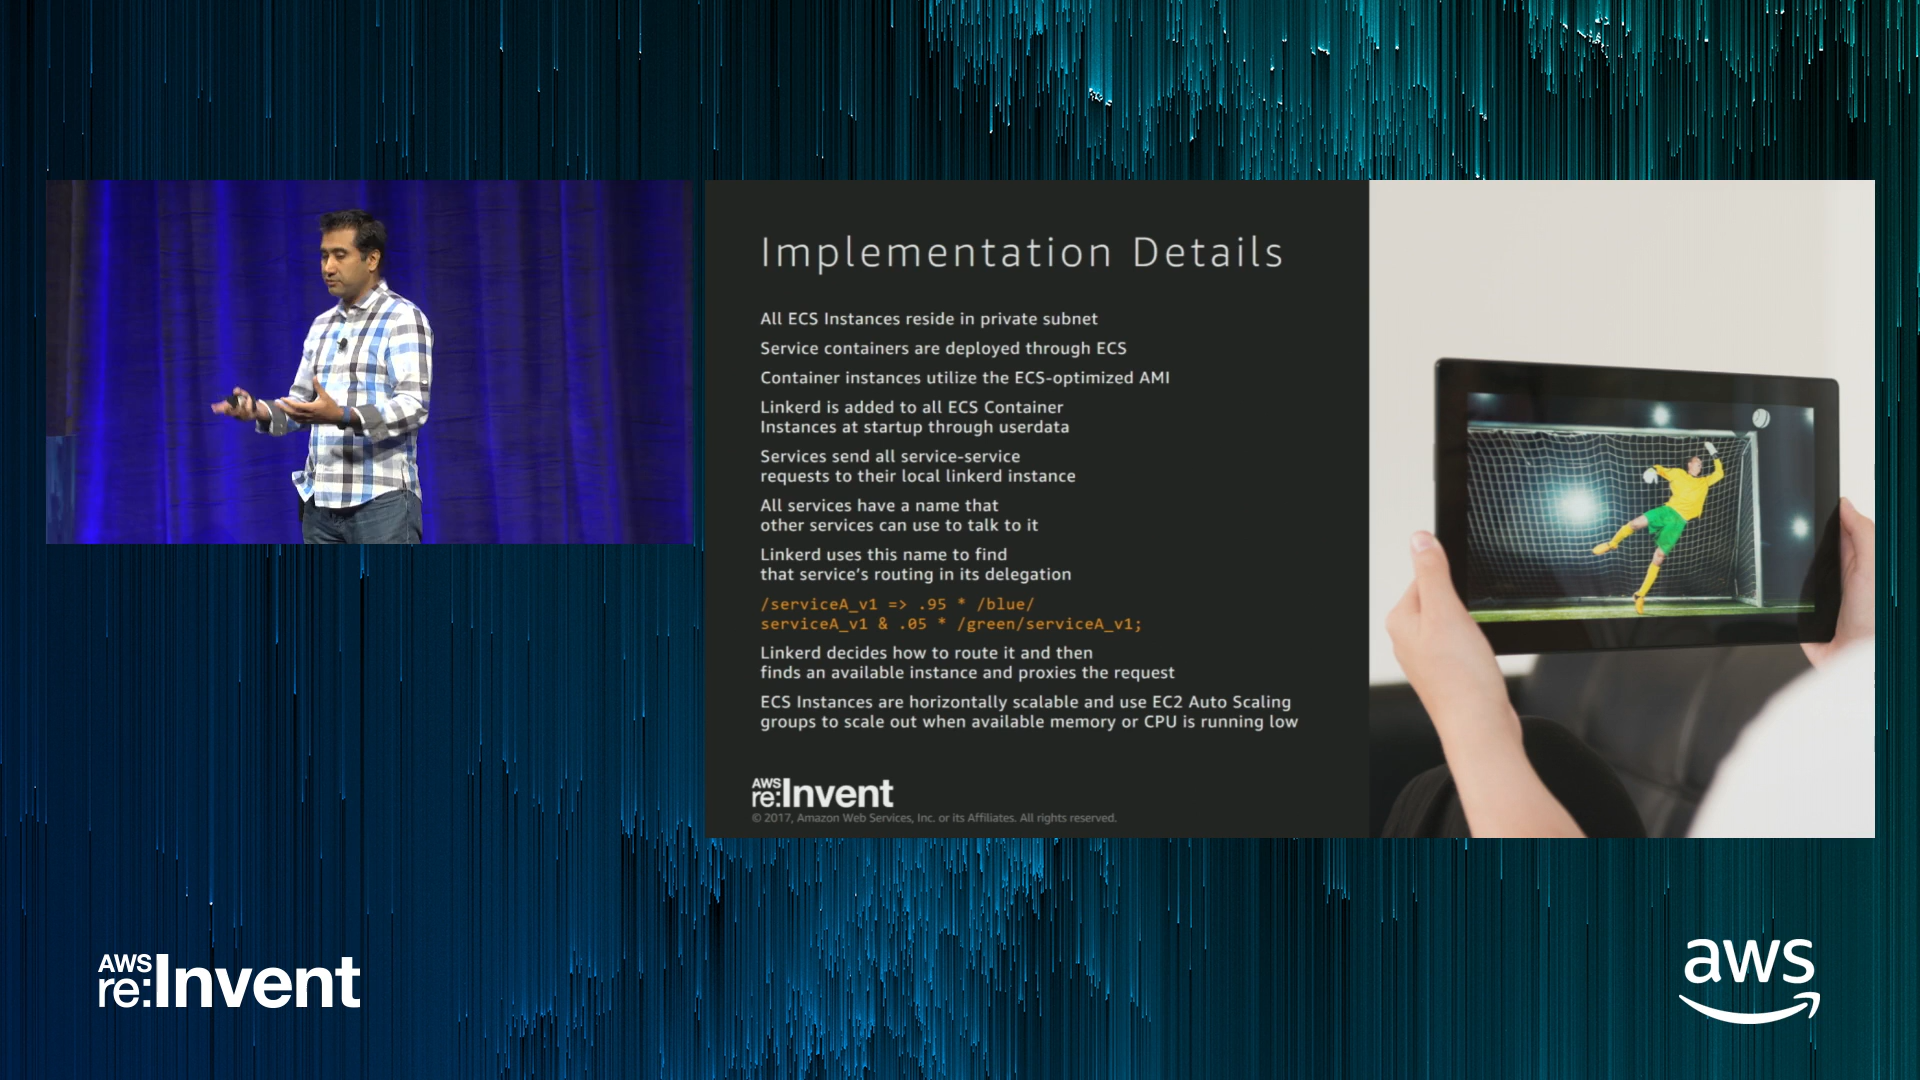 Implementation Details
All ECS Instances reside in private subnet
Service containers are deployed through ECS
Container instances utilize the ECS-optimized AMI
Linkerd is added to all ECS Container
Instances at startup through userdata
Services send all service-service
requests to their local linkerd instance
All services have a name that
other services can use to talk to it
Linkerd uses this name to find
that service's routing in its delegation
/serviceA_v1 => .95 * /blue/
serviceA_v1 & .05 * /green/serviceA_v1;
Linkerd decides how to route it and then
finds an available instance and proxies the request
ECS Instances are horizontally scalable and use EC2 Auto Scaling
groups to scale out when available memory or CPU is running low
AWS
re:Invent
© 2017, Amazon Web Services, Inc. or its Affiliates. All rights reserved.
AWS
re:Invent
aws